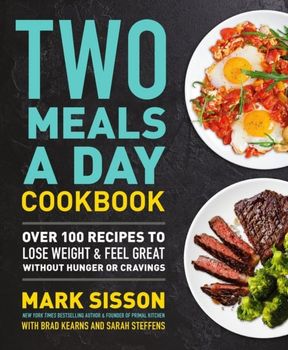 TWO
MEALS
A DAY
COOKBOOK
OVER 100 RECIPES TO
LOSE WEIGHT & FEEL GREAT
WITHOUT HUNGER OR CRAVINGS
MARK SISSON
NEW YORK TIMES BESTSELLING AUTHOR & FOUNDER OF PRIMAL KITCHEN
WITH BRAD KEARNS AND SARAH STEFFENS